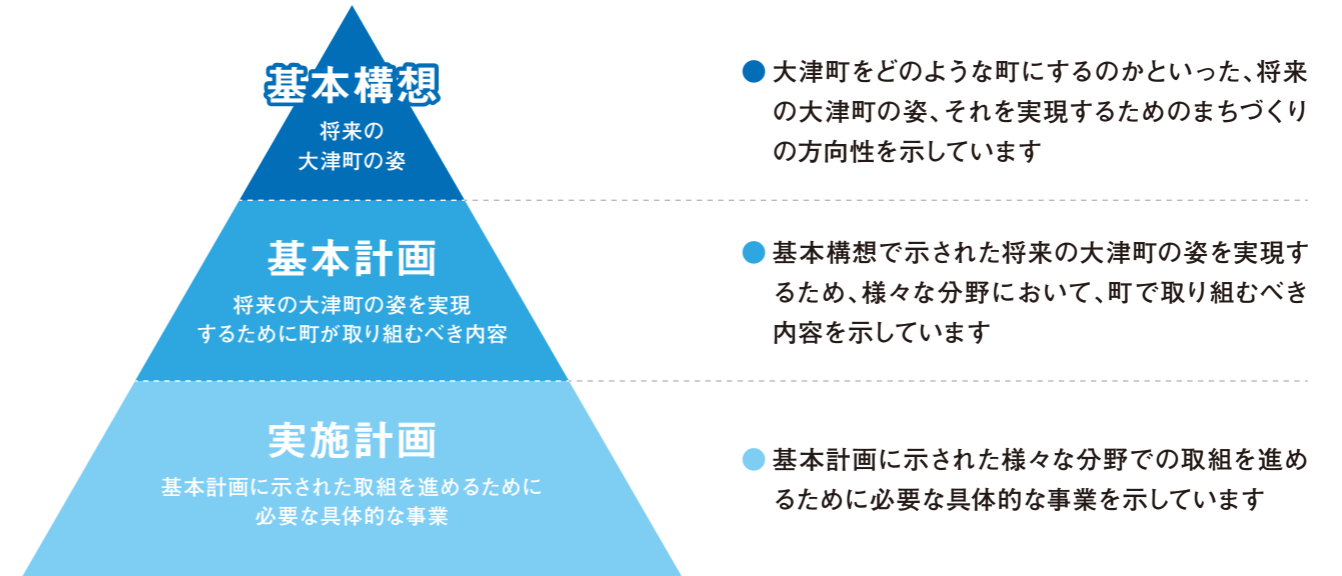 基本構想
将来の
大津町の姿
●大津町をどのような町にするのかといった、将来
の大津町の姿、それを実現するためのまちづくり
の方向性を示しています
基本計画
将来の大津町の姿を実現
するために町が取り組むべき内容
●基本構想で示された将来の大津町の姿を実現す
るため、様々な分野において、町で取り組むべき
内容を示しています
実施計画
基本計画に示された取組を進めるために
必要な具体的な事業
●基本計画に示された様々な分野での取組を進め
るために必要な具体的な事業を示しています